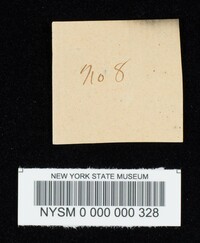 No 8
NEW YORK STATE MUSEUM
NYSM 0 000 000 328